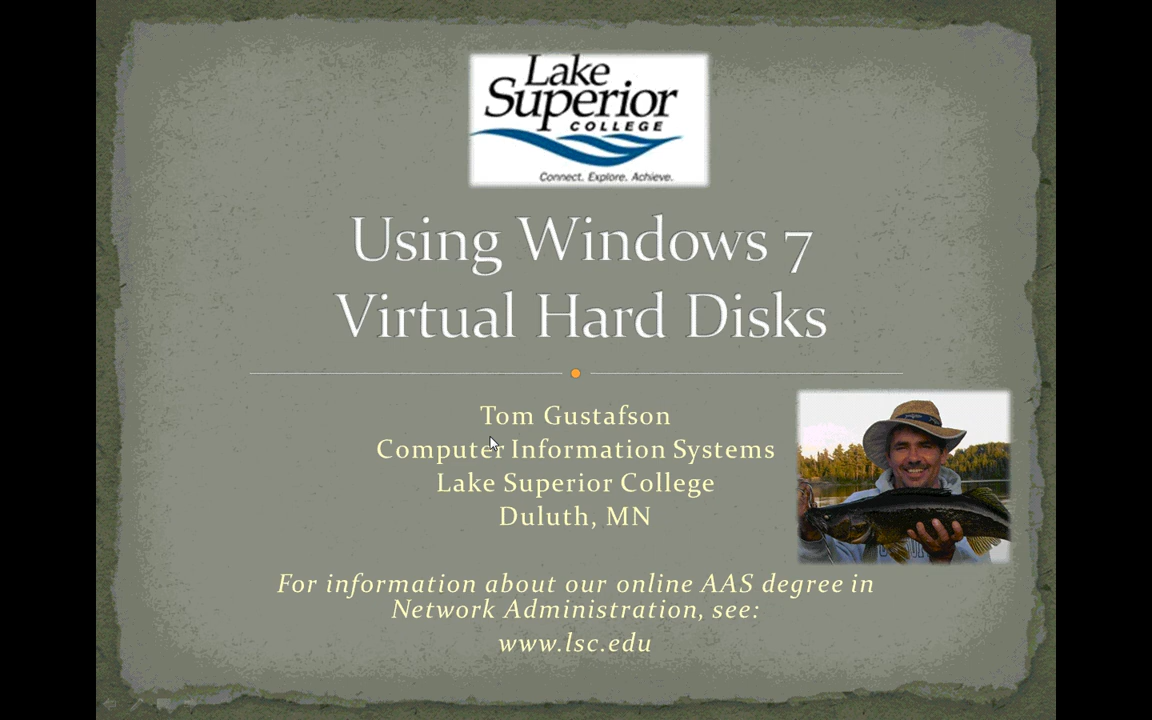 Lake
Superior
COLLEGE
Connect. Explore. Achieve.
Using Windows 7
Virtual Hard Disks
Tom Gustafson
Computer Information Systems
Lake Superior College
Duluth, MN
For information about our online AAS degree in
Network Administration, see:
www.lsc.edu